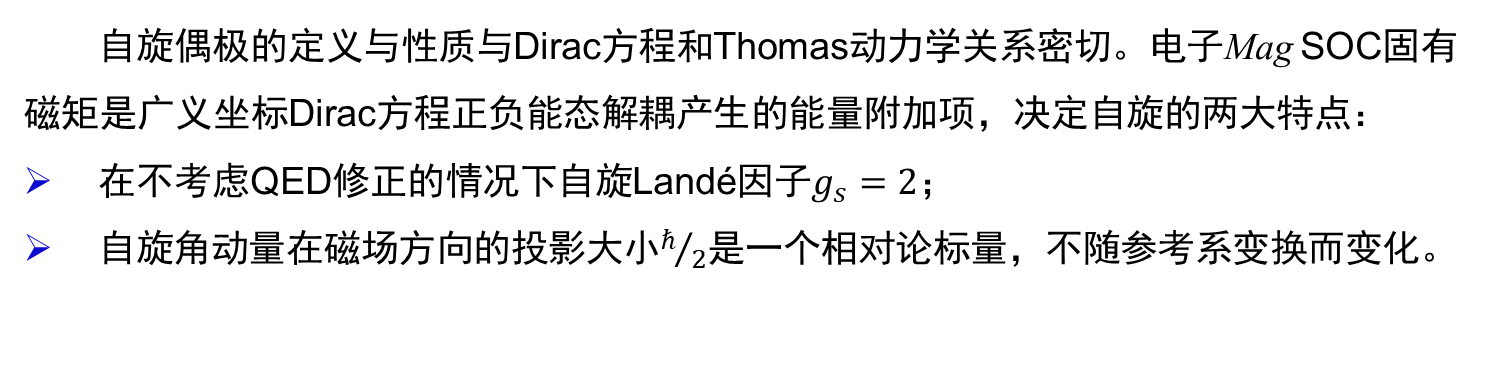 自旋偶极的定义与性质与Dirac方程和Thomas动力学关系密切。电子Mag SOC固有
磁矩是广义坐标Dirac方程正负能态解耦产生的能量附加项，决定自旋的两大特点：
➢ 在不考虑QED修正的情况下自旋Landé因子gₛ = 2；
➢ 自旋角动量在磁场方向的投影大小ℏ/2是一个相对论标量，不随参考系变换而变化。